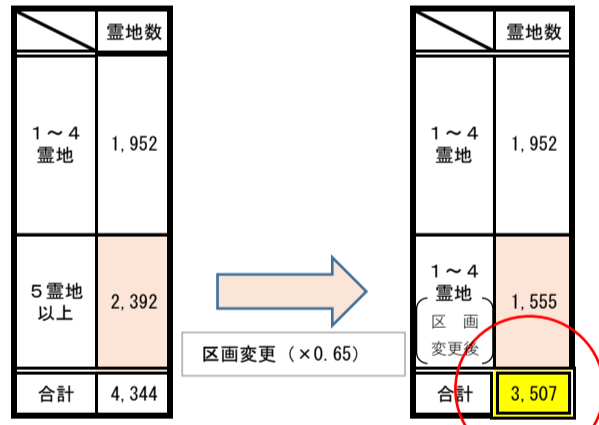 霊地数
１～４
霊地
1,952
５霊地
以上
2,392
合計
4,344
区画変更（×0.65）
霊地数
１～４
霊地
1,952
１～４
霊地
区　画
変更後
1,555
合計
3,507